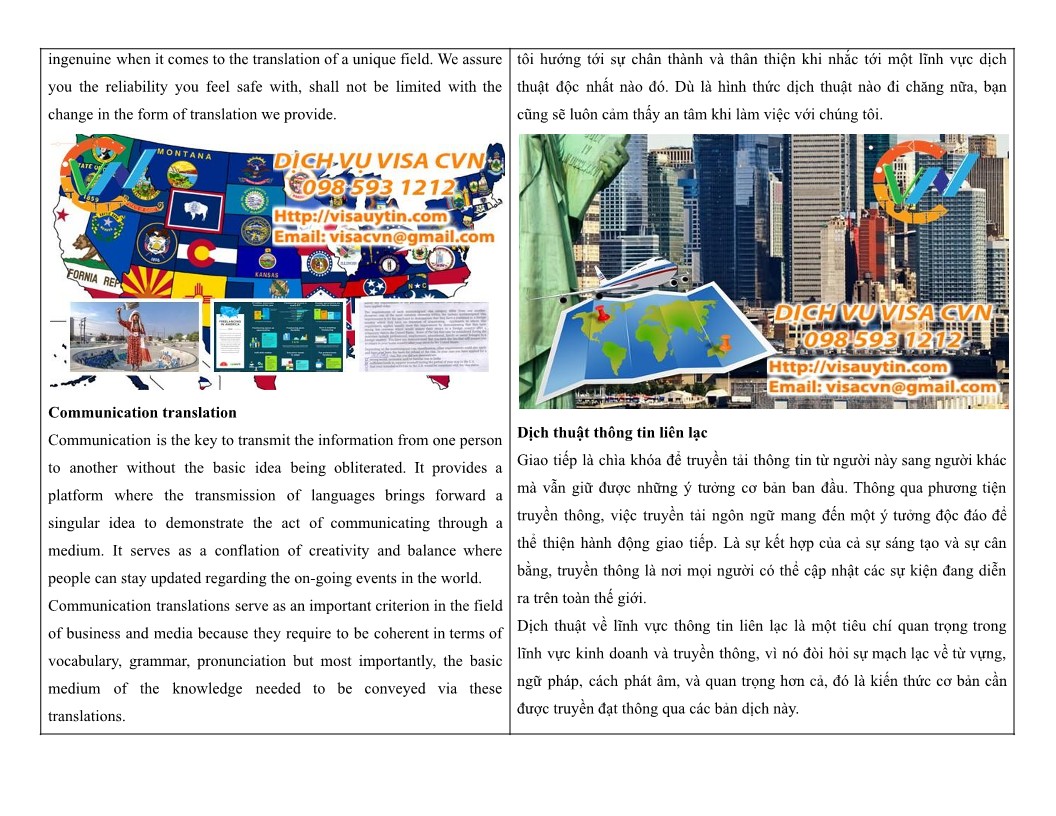 ingenuine when it comes to the translation of a unique field. We assure
you the reliability you feel safe with, shall not be limited with the
change in the form of translation we provide.
MONTANA
DỊCH VỤ VISA CVN
098 593 1212
Http://visauytin.com
Email: visacvn@gmail.com
KANSAS
Communication translation
Communication is the key to transmit the information from one person
to another without the basic idea being obliterated. It provides a
platform where the transmission of languages brings forward a
singular idea to demonstrate the act of communicating through a
medium. It serves as a conflation of creativity and balance where
people can stay updated regarding the on-going events in the world.
Communication translations serve as an important criterion in the field
of business and media because they require to be coherent in terms of
vocabulary, grammar, pronunciation but most importantly, the basic
medium of the knowledge needed to be conveyed via these
translations.
tôi hướng tới sự chân thành và thân thiện khi nhắc tới một lĩnh vực dịch
thuật độc nhất nào đó. Dù là hình thức dịch thuật nào đi chăng nữa, bạn
cũng sẽ luôn cảm thấy an tâm khi làm việc với chúng tôi.
DỊCH VỤ VISA CVN
098 593 1212
Http://visauytin.com
Email: visacvn@gmail.com
Dịch thuật thông tin liên lạc
Giao tiếp là chìa khóa để truyền tải thông tin từ người này sang người khác
mà vẫn giữ được những ý tưởng cơ bản ban đầu. Thông qua phương tiện
truyền thông, việc truyền tải ngôn ngữ mang đến một ý tưởng độc đáo để
thể thiện hành động giao tiếp. Là sự kết hợp của cả sự sáng tạo và sự cân
bằng, truyền thông là nơi mọi người có thể cập nhật các sự kiện đang diễn
ra trên toàn thế giới.
Dịch thuật về lĩnh vực thông tin liên lạc là một tiêu chí quan trọng trong
lĩnh vực kinh doanh và truyền thông, vì nó đòi hỏi sự mạch lạc về từ vựng,
ngữ pháp, cách phát âm, và quan trọng hơn cả, đó là kiến thức cơ bản cần
được truyền đạt thông qua các bản dịch này.